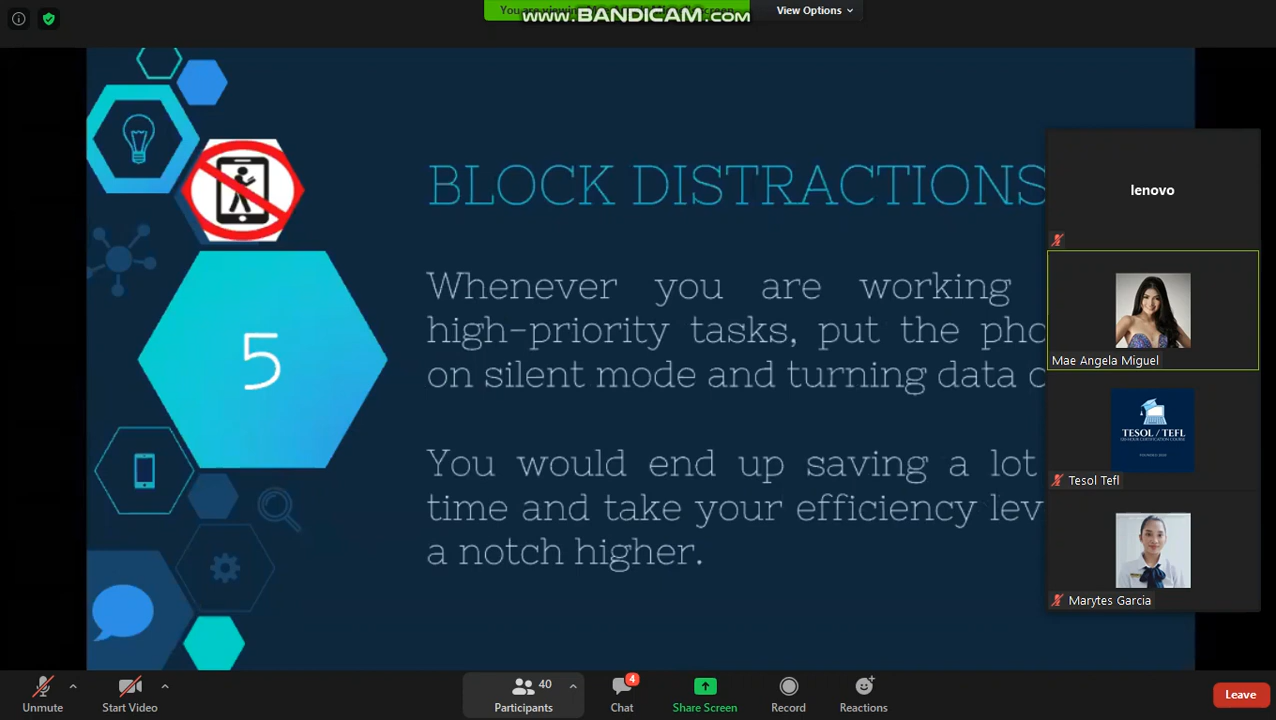 www.BANDICAM.com
View Options
BLOCK DISTRACTIONS
5
Whenever you are working
high-priority tasks, put the pho
on silent mode and turning data o
You would end up saving a lot
time and take your efficiency lev
a notch higher.
lenovo
Mae Angela Miguel
TESOL / TEFL
Tesol Tefl
Marytes Garcia
Unmute
Start Video
40
Participants
4
Chat
Share Screen
Record
Reactions
Leave